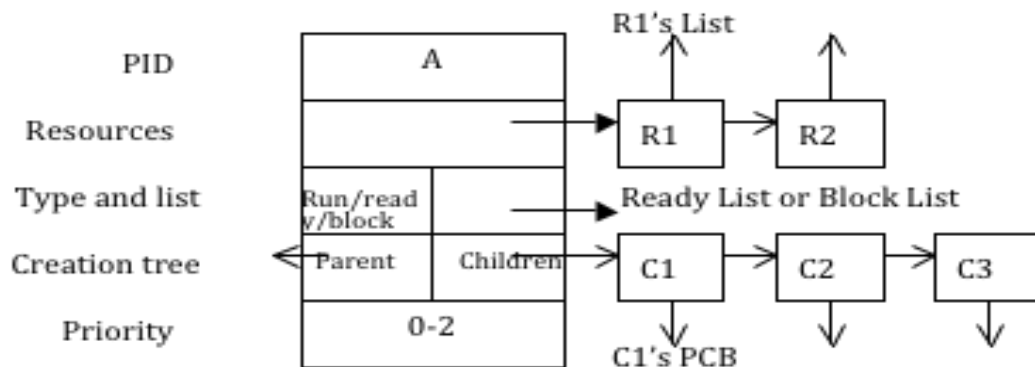 R1's List
PID
A
Resources
R1
R2
Type and list
Run/read
y/block
Ready List or Block List
Creation tree
Parent
Children
C1
C2
C3
Priority
0-2
C1's PCB